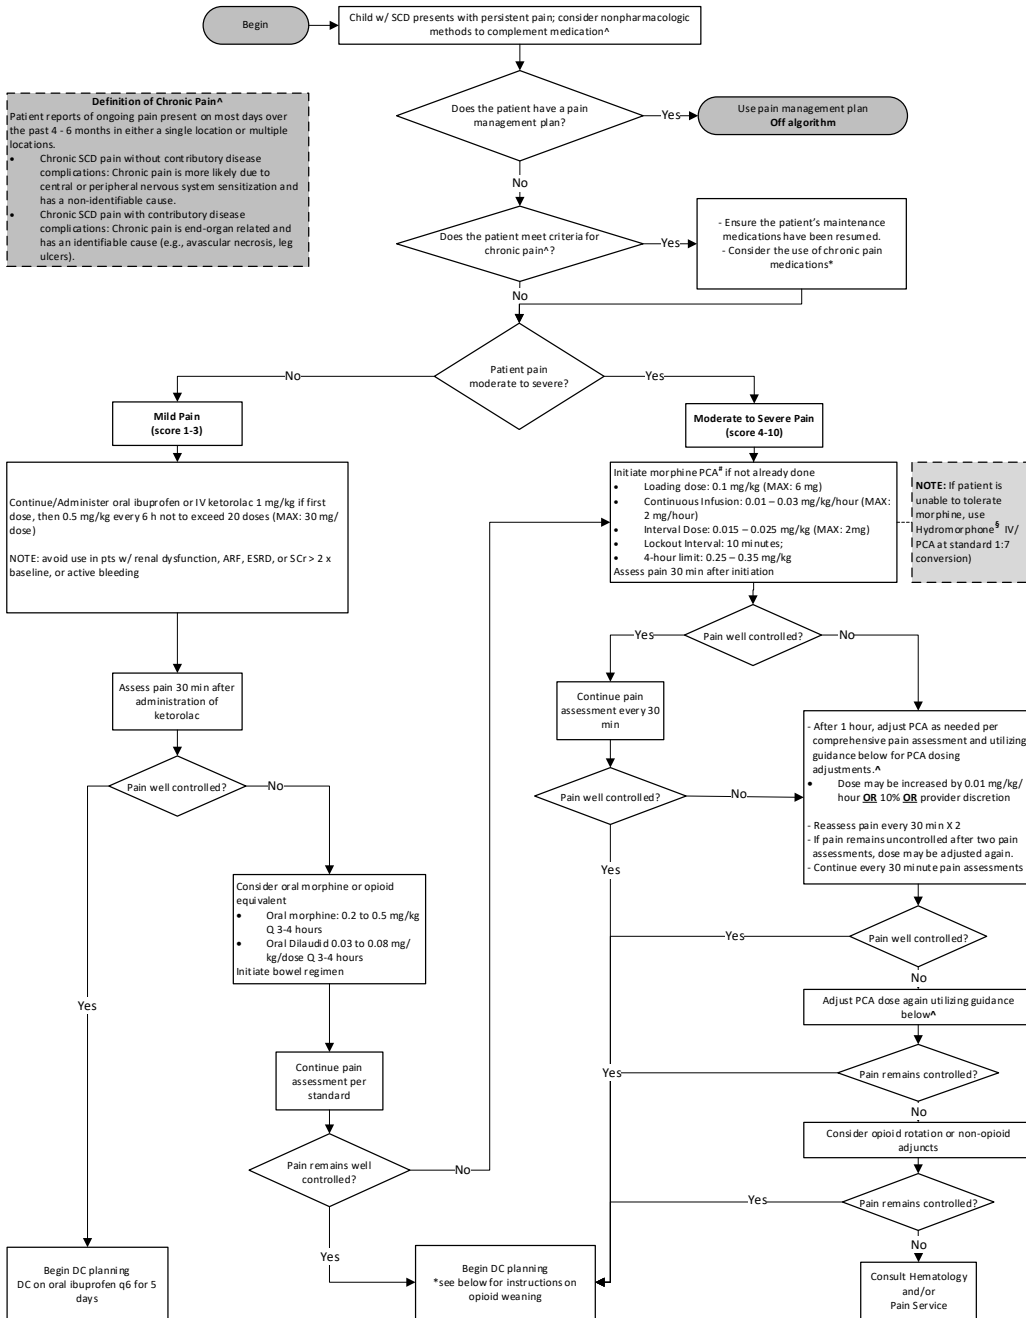 Begin
Child w/ SCD presents with persistent pain; consider nonpharmacologic
methods to complement medication^
Definition of Chronic Pain^
Patient reports of ongoing pain present on most days over
the past 4 - 6 months in either a single location or multiple
locations.
• Chronic SCD pain without contributory disease
complications: Chronic pain is more likely due to
central or peripheral nervous system sensitization and
has a non-identifiable cause.
• Chronic SCD pain with contributory disease
complications: Chronic pain is end-organ related and
has an identifiable cause (e.g., avascular necrosis, leg
ulcers).
Does the patient have a pain
management plan?
Yes
Use pain management plan
Off algorithm
No
Does the patient meet criteria for
chronic pain^?
Yes
- Ensure the patient's maintenance
medications have been resumed.
- Consider the use of chronic pain
medications*
No
Patient pain
moderate to severe?
No
Yes
Mild Pain
(score 1-3)
Moderate to Severe Pain
(score 4-10)
Continue/Administer oral ibuprofen or IV ketorolac 1 mg/kg if first
dose, then 0.5 mg/kg every 6 h not to exceed 20 doses (MAX: 30 mg/
dose)
NOTE: avoid use in pts w/ renal dysfunction, ARF, ESRD, or SCr > 2 x
baseline, or active bleeding
Initiate morphine PCA# if not already done
• Loading dose: 0.1 mg/kg (MAX: 6 mg)
• Continuous Infusion: 0.01 – 0.03 mg/kg/hour (MAX:
2 mg/hour)
• Interval Dose: 0.015 – 0.025 mg/kg (MAX: 2mg)
• Lockout Interval: 10 minutes;
• 4-hour limit: 0.25 – 0.35 mg/kg
Assess pain 30 min after initiation
NOTE: If patient is
unable to tolerate
morphine, use
Hydromorphone§ IV/
PCA at standard 1:7
conversion)
Pain well controlled?
Yes
No
Assess pain 30 min after
administration of
ketorolac
Continue pain
assessment every 30
min
- After 1 hour, adjust PCA as needed per
comprehensive pain assessment and utilizing
guidance below for PCA dosing
adjustments.^
• Dose may be increased by 0.01 mg/kg/
hour OR 10% OR provider discretion
- Reassess pain every 30 min X 2
- If pain remains uncontrolled after two pain
assessments, dose may be adjusted again.
- Continue every 30 minute pain assessments
Pain well controlled?
No
Yes
Pain well controlled?
No
Yes
Consider oral morphine or opioid
equivalent
• Oral morphine: 0.2 to 0.5 mg/kg
Q 3-4 hours
• Oral Dilaudid 0.03 to 0.08 mg/
kg/dose Q 3-4 hours
Initiate bowel regimen
Pain well controlled?
Yes
No
Adjust PCA dose again utilizing guidance
below^
Continue pain
assessment per
standard
Pain remains controlled?
Yes
No
Consider opioid rotation or non-opioid
adjuncts
Pain remains well
controlled?
No
Yes
Pain remains controlled?
Yes
No
Begin DC planning
DC on oral ibuprofen q6 for 5
days
Begin DC planning
*see below for instructions on
opioid weaning
Consult Hematology
and/or
Pain Service